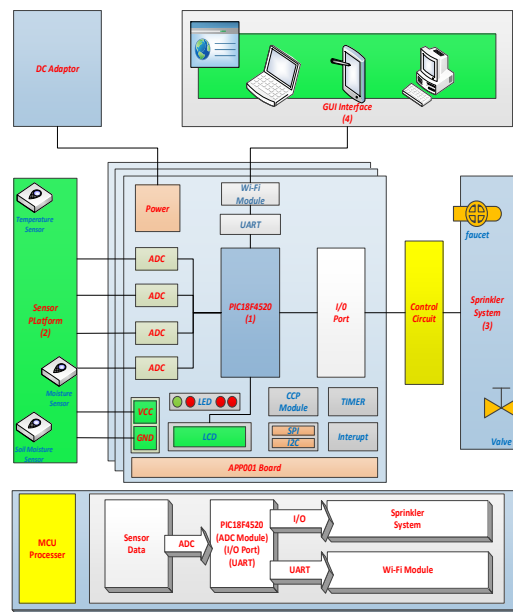 DC Adaptor
GUI Interface
(4)
Temperature
Sensor
Sensor
PLatform
(2)
Moisture
Sensor
Soil Moisture
Sensor
Power
Wi-Fi
Module
UART
ADC
ADC
ADC
ADC
PIC18F4520
(1)
I/O
Port
Control
Circuit
faucet
Sprinkler
System
(3)
Valve
VCC
GND
LED
LCD
CCP
Module
TIMER
SPI
I2C
Interupt
APP001 Board
MCU
Processer
Sensor
Data
ADC
PIC18F4520
(ADC Module)
(I/O Port)
(UART)
I/O
UART
Sprinkler
System
Wi-Fi Module